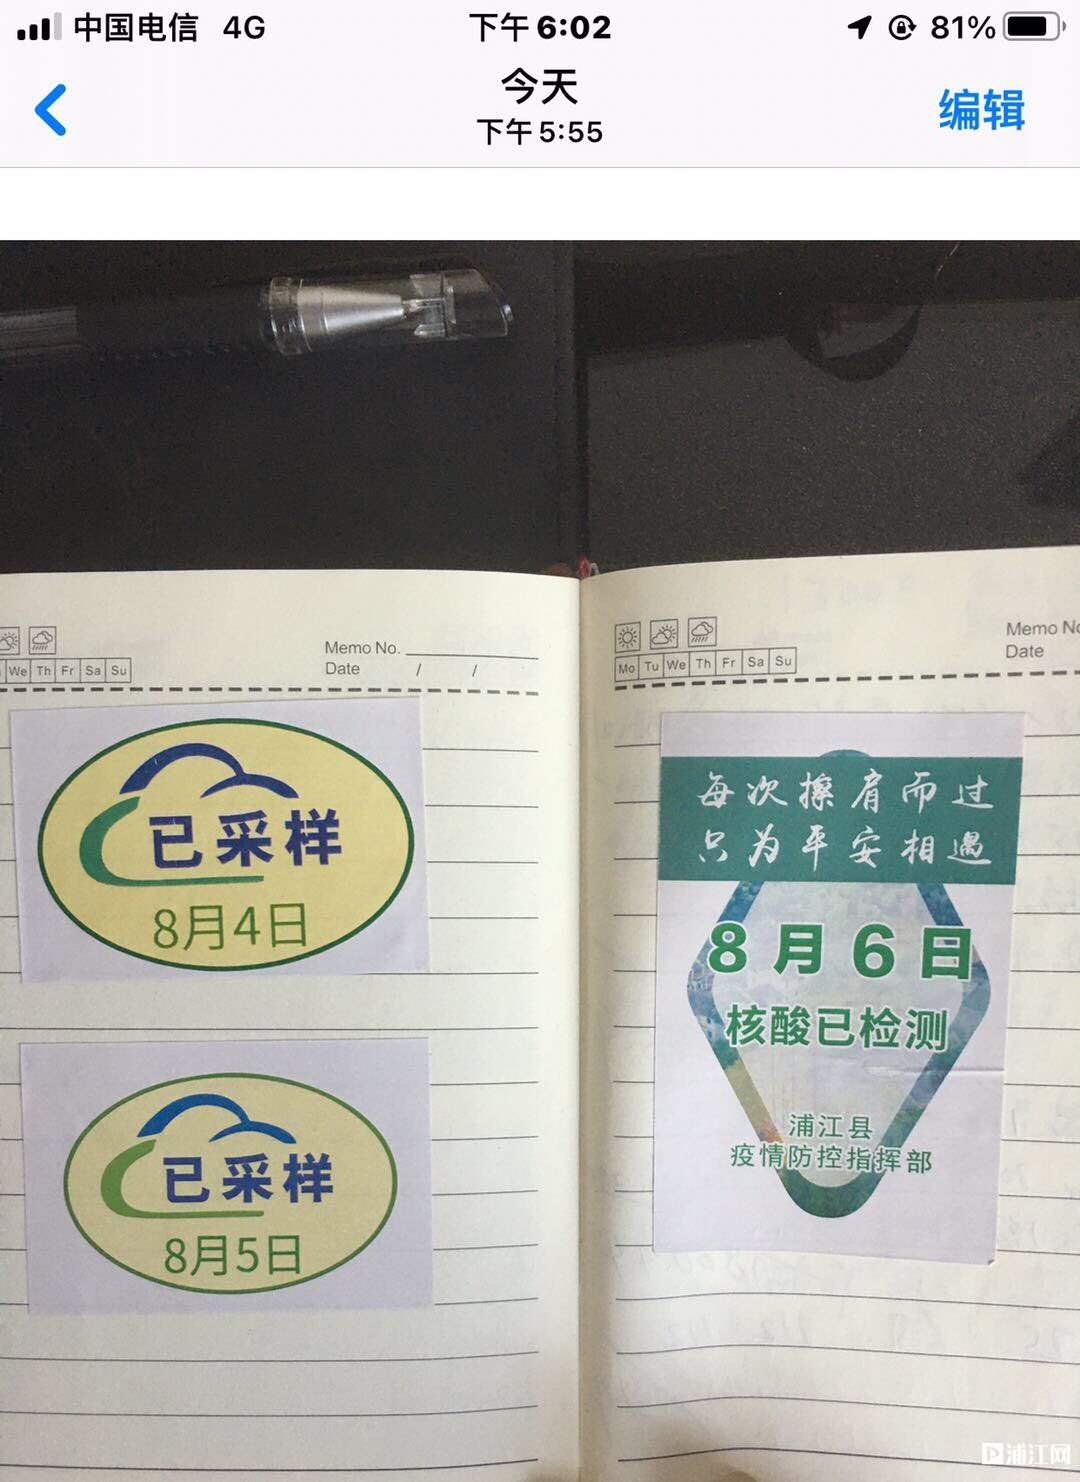 中国电信 4G 下午6:02 81%
今天
下午5:55
编辑
We Th Fr Sa Su
Memo No.
Date / /
已采样
8月4日
已采样
8月5日
Mo Tu We Th Fr Sa Su
Memo No
Date
每次擦肩而过
只为平安相遇
8月6日
核酸已检测
浦江县
疫情防控指挥部
浦江网